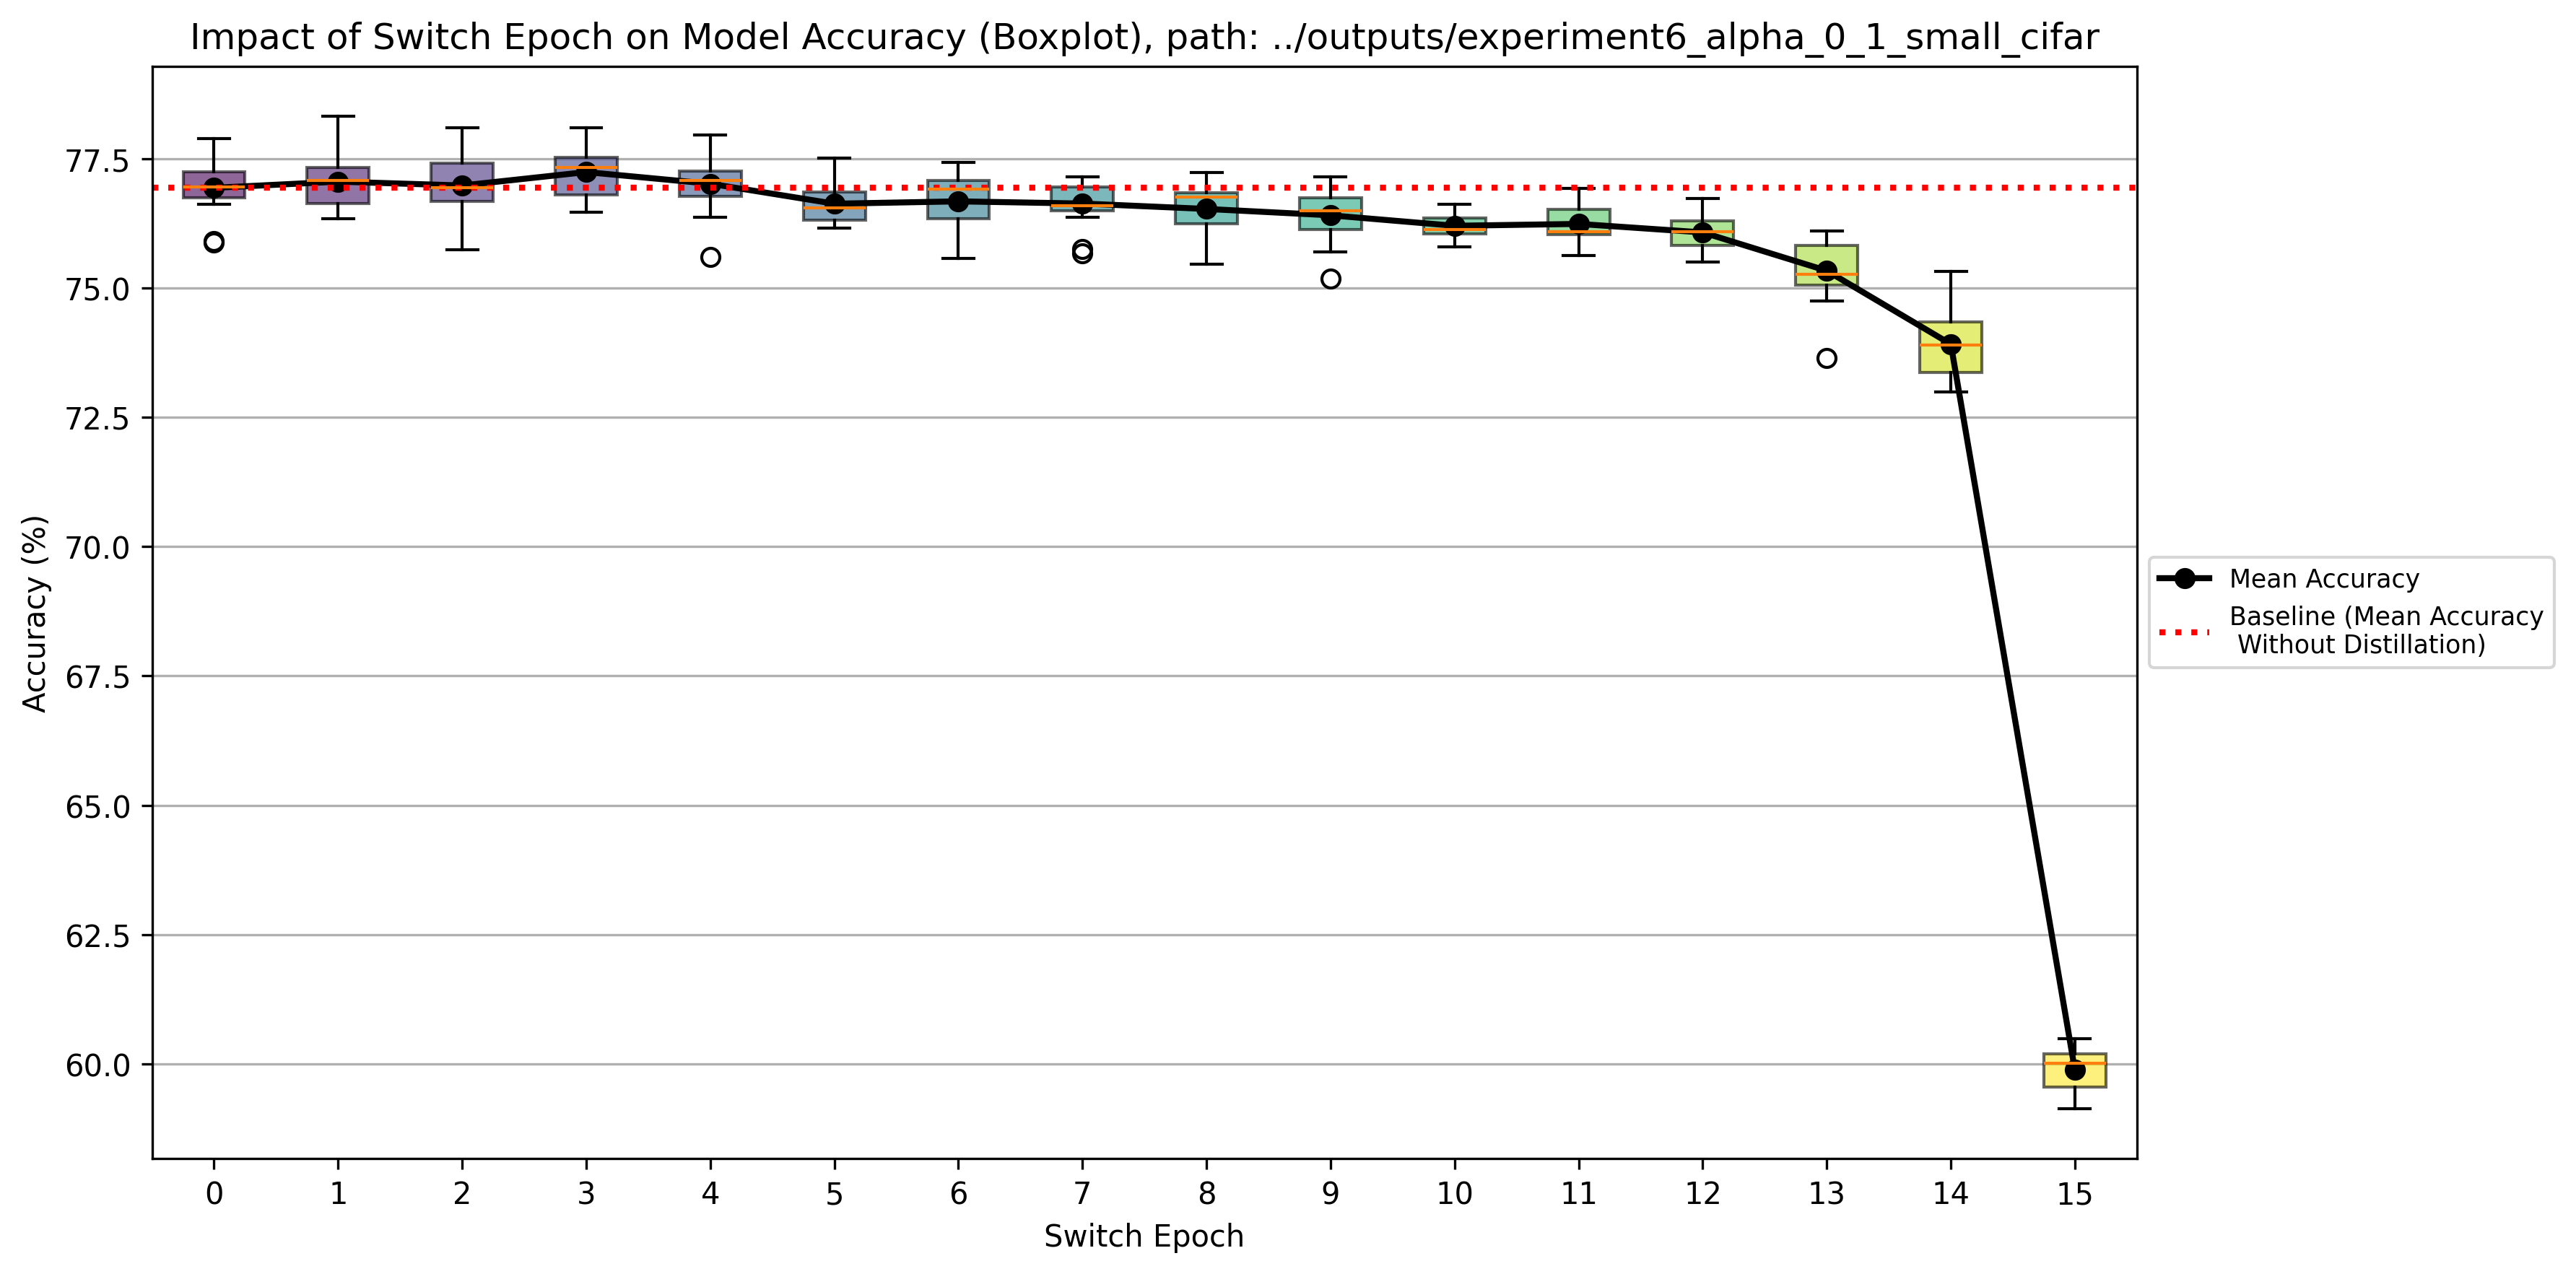 Impact of Switch Epoch on Model Accuracy (Boxplot), path: ../outputs/experiment6_alpha_0_1_small_cifar
77.5
75.0
72.5
70.0
67.5
65.0
62.5
60.0
Accuracy (%)
0 1 2 3 4 5 6 7 8 9 10 11 12 13 14 15
Switch Epoch
Mean Accuracy
Baseline (Mean Accuracy
Without Distillation)